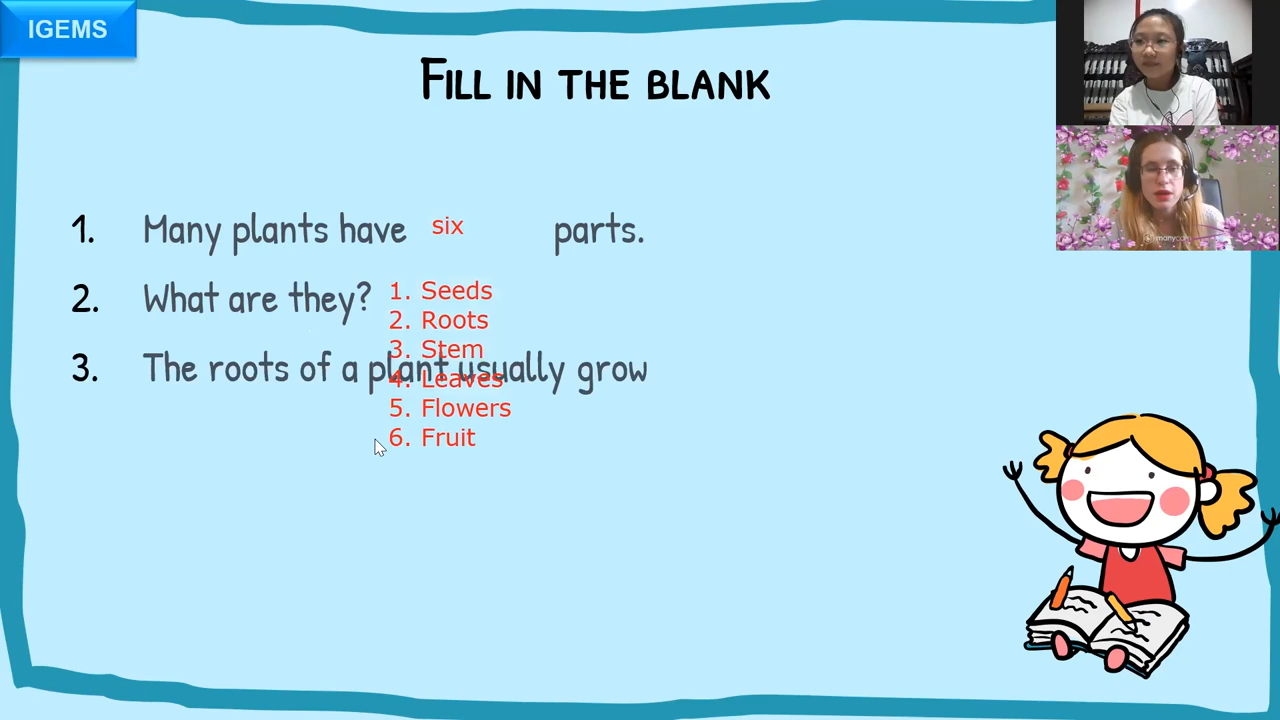 IGEMS
FILL IN THE BLANK
1. Many plants have six parts.
2. What are they?
1. Seeds
2. Roots
3. Stem
4. Leaves
5. Flowers
6. Fruit
3. The roots of a plant usually grow
manycam